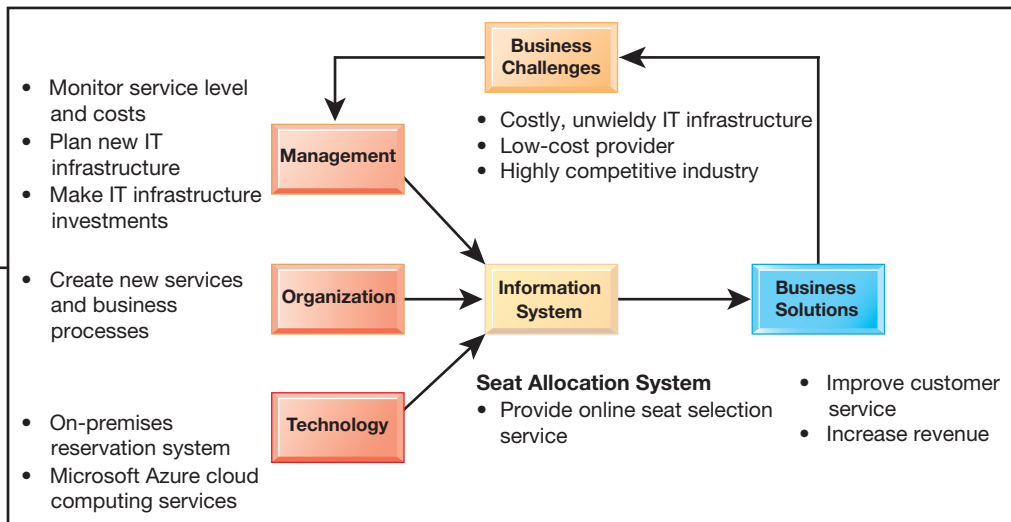 Business
Challenges
• Monitor service level
and costs
• Plan new IT
infrastructure
• Make IT infrastructure
investments
Management
• Costly, unwieldy IT infrastructure
• Low-cost provider
• Highly competitive industry
• Create new services
and business
processes
Organization
Information
System
Business
Solutions
Seat Allocation System
• Provide online seat selection
service
• Improve customer
service
• Increase revenue
Technology
• On-premises
reservation system
• Microsoft Azure cloud
computing services